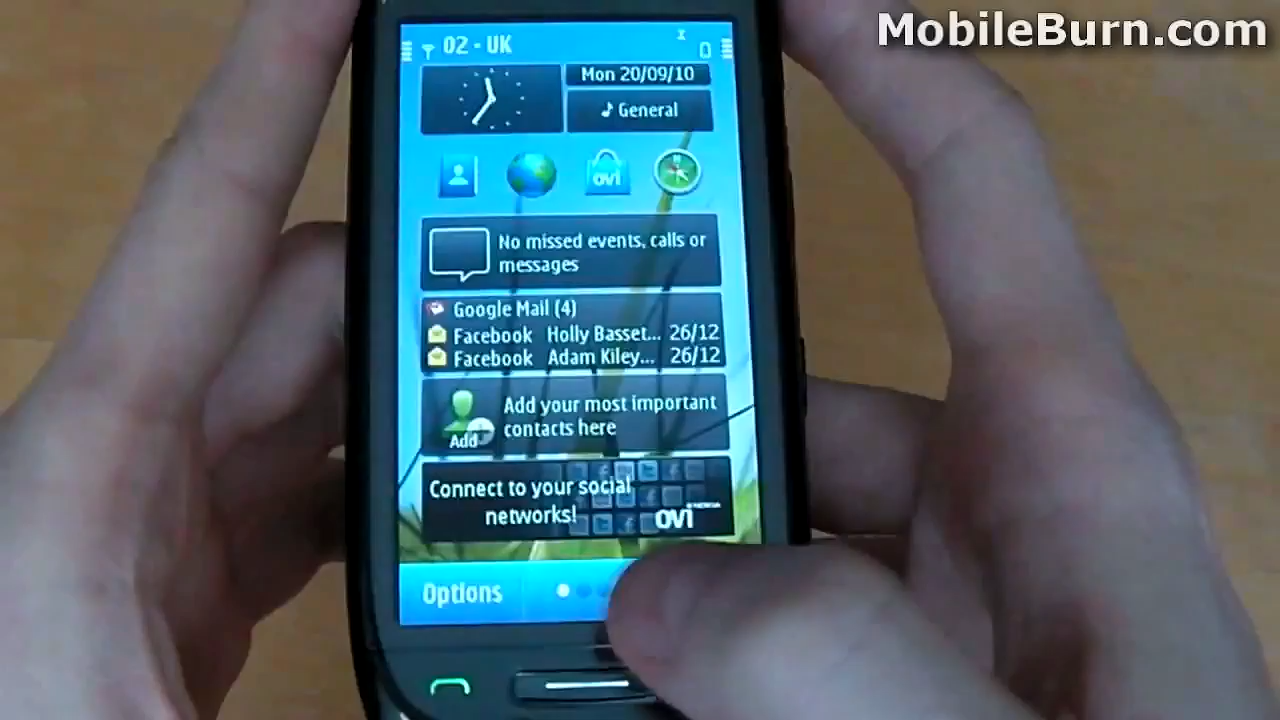 MobileBurn.com
02 - UK
Mon 20/09/10
General
ovi
No missed events, calls or
messages
Google Mail (4)
Facebook Holly Basset... 26/12
Facebook Adam Kiley... 26/12
Add your most important
contacts here
Add
Connect to your social
networks!
ovi
NOKIA
Options